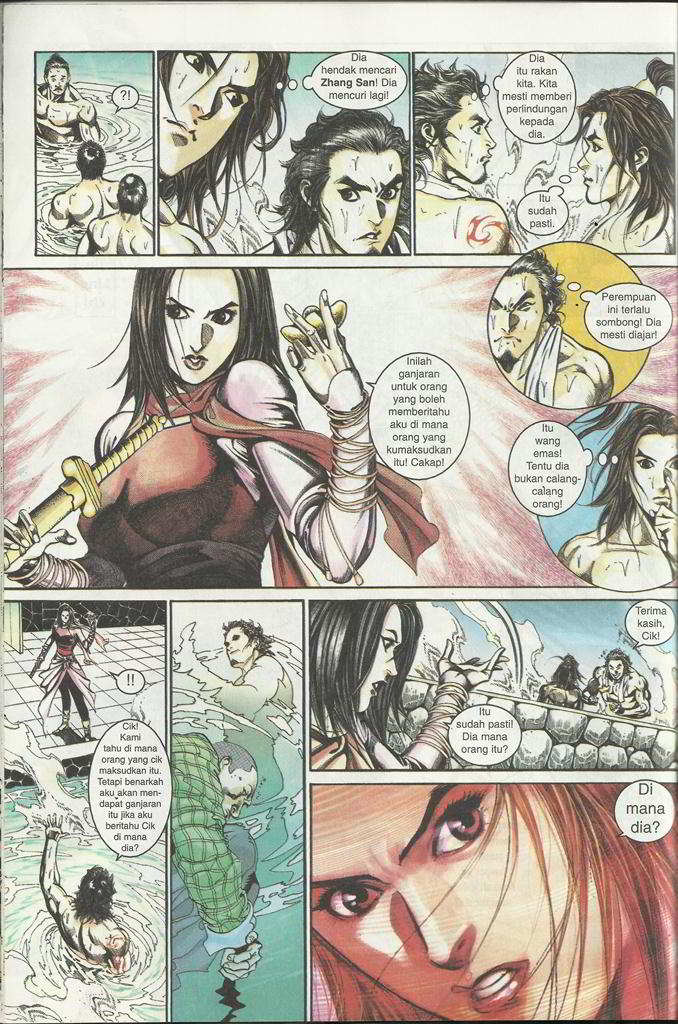 ?!
Dia
hendak mencari
Zhang San! Dia
mencuri lagi!
Dia
itu rakan
kita. Kita
mesti memberi
perlindungan
kepada
dia.
Itu
sudah
pasti.
Inilah
ganjaran
untuk orang
yang boleh
memberitahu
aku di mana
orang yang
kumaksudkan
itu! Cakap!
Perempuan
ini terlalu
sombong! Dia
mesti diajar!
Itu
wang
emas!
Tentu dia
bukan calang-
calang
orang!
!!
Cik!
Kami
tahu di mana
orang yang cik
maksudkan itu.
Tetapi benarkah
aku akan men-
dapat ganjaran
itu jika aku
beritahu Cik
di mana
dia?
Terima
kasih,
Cik!
Itu
sudah pasti!
Dia mana
orang itu?
Di
mana
dia?